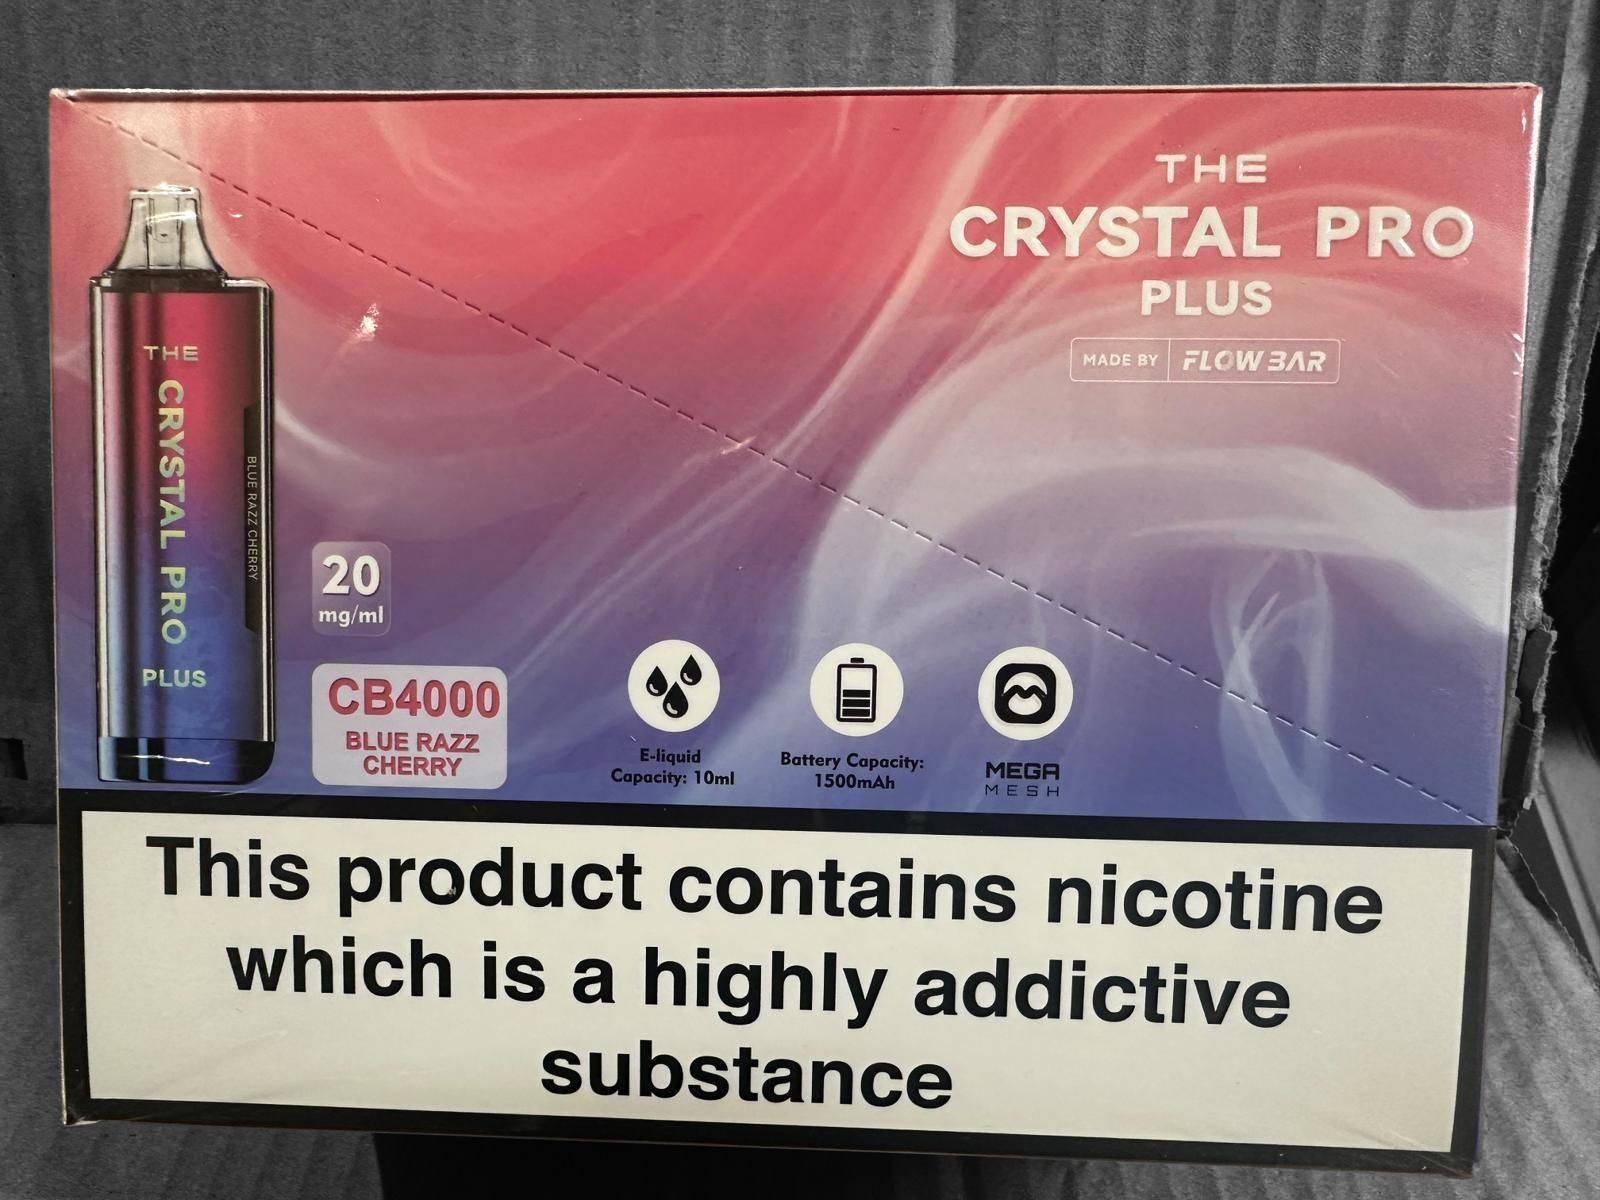 THE
CRYSTAL PRO
PLUS
MADE BY FLOW BAR
THE
CRYSTAL PRO
PLUS
BLUE RAZZ CHERRY
20
mg/ml
CB4000
BLUE RAZZ
CHERRY
E-liquid
Capacity: 10ml
Battery Capacity:
1500mAh
MEGA
MESH
This product contains nicotine
which is a highly addictive
substance